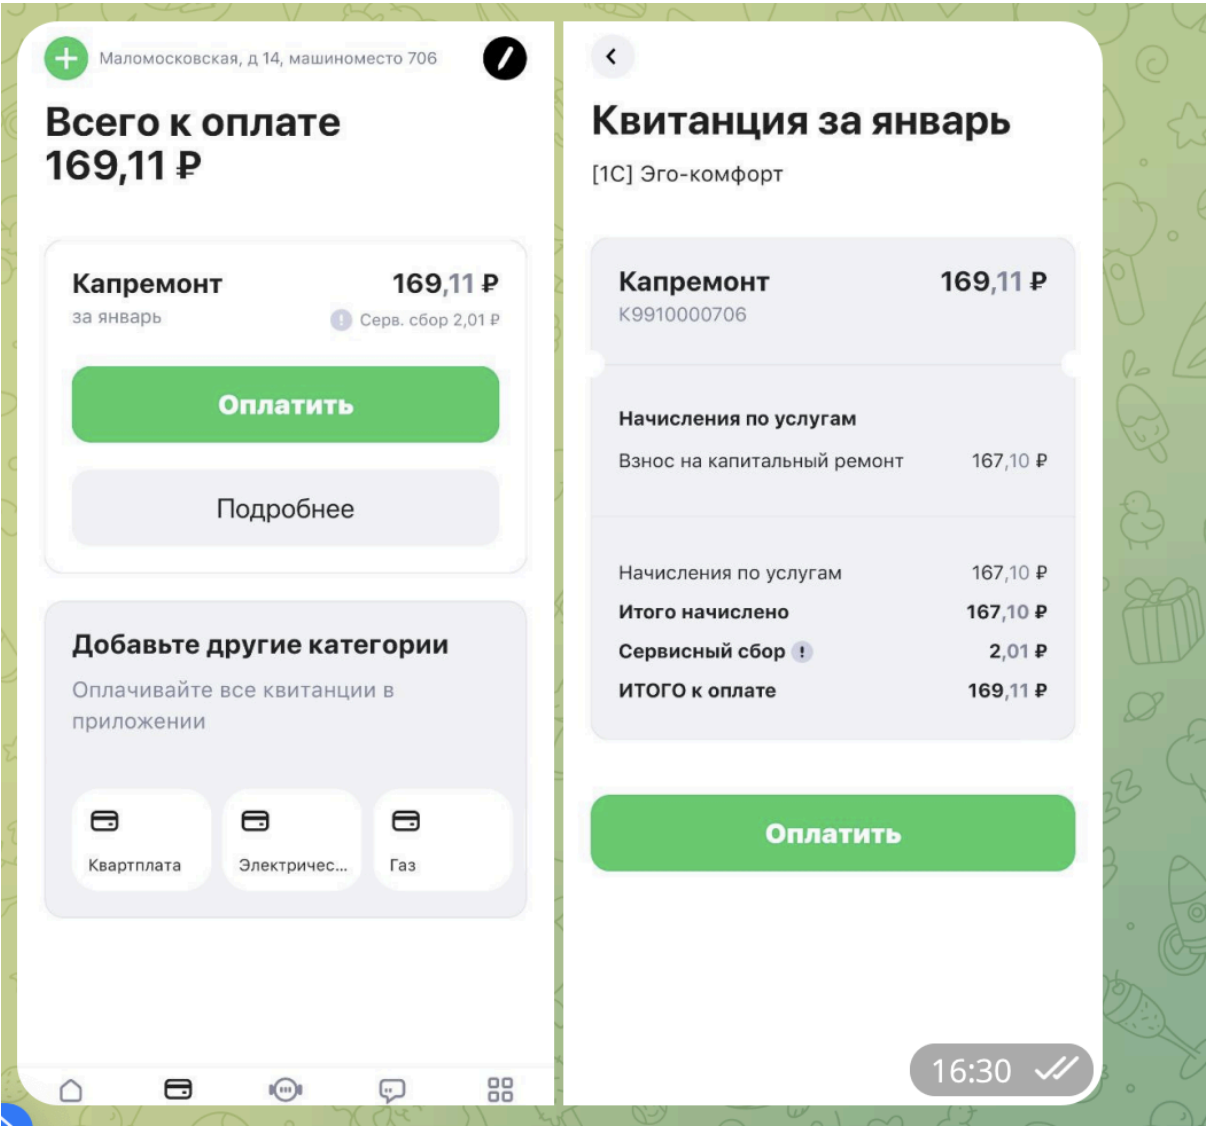 Маломосковская, д 14, машиноместо 706
Всего к оплате
169,11 ₽
Капремонт 169,11 ₽
за январь ! Серв. сбор 2,01 ₽
Оплатить
Подробнее
Добавьте другие категории
Оплачивайте все квитанции в
приложении
Квартплата Электричес... Газ
Квитанция за январь
[1С] Эго-комфорт
Капремонт 169,11 ₽
К9910000706
Начисления по услугам
Взнос на капитальный ремонт 167,10 ₽
Начисления по услугам 167,10 ₽
Итого начислено 167,10 ₽
Сервисный сбор ! 2,01 ₽
ИТОГО к оплате 169,11 ₽
Оплатить
16:30